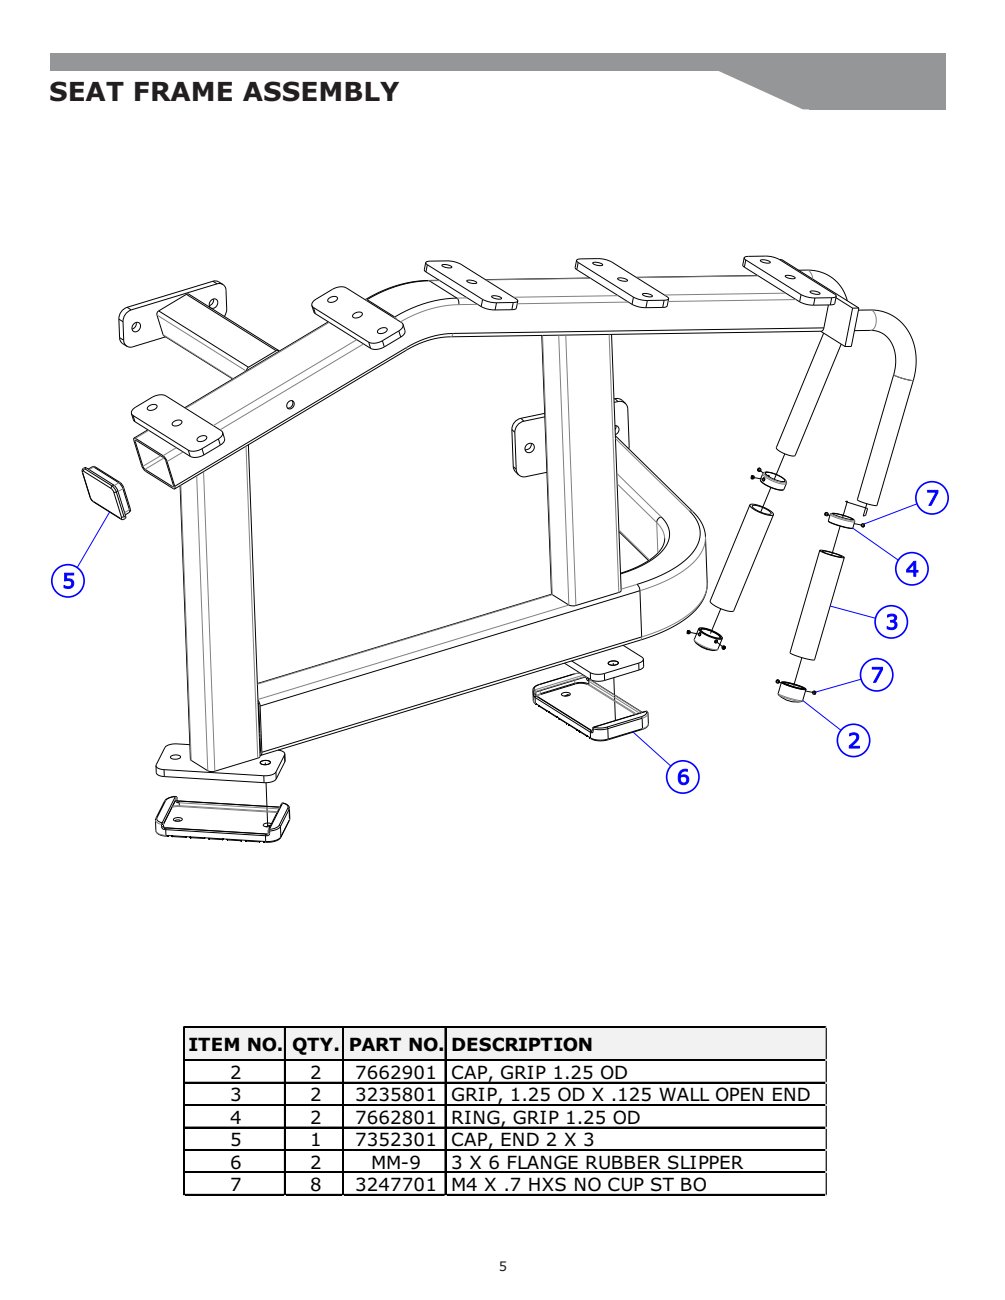 SEAT FRAME ASSEMBLY
7
5
4
3
7
2
6
ITEM NO. QTY. PART NO. DESCRIPTION
2 2 7662901 CAP, GRIP 1.25 OD
3 2 3235801 GRIP, 1.25 OD X .125 WALL OPEN END
4 2 7662801 RING, GRIP 1.25 OD
5 1 7352301 CAP, END 2 X 3
6 2 MM-9 3 X 6 FLANGE RUBBER SLIPPER
7 8 3247701 M4 X .7 HXS NO CUP ST BO
5